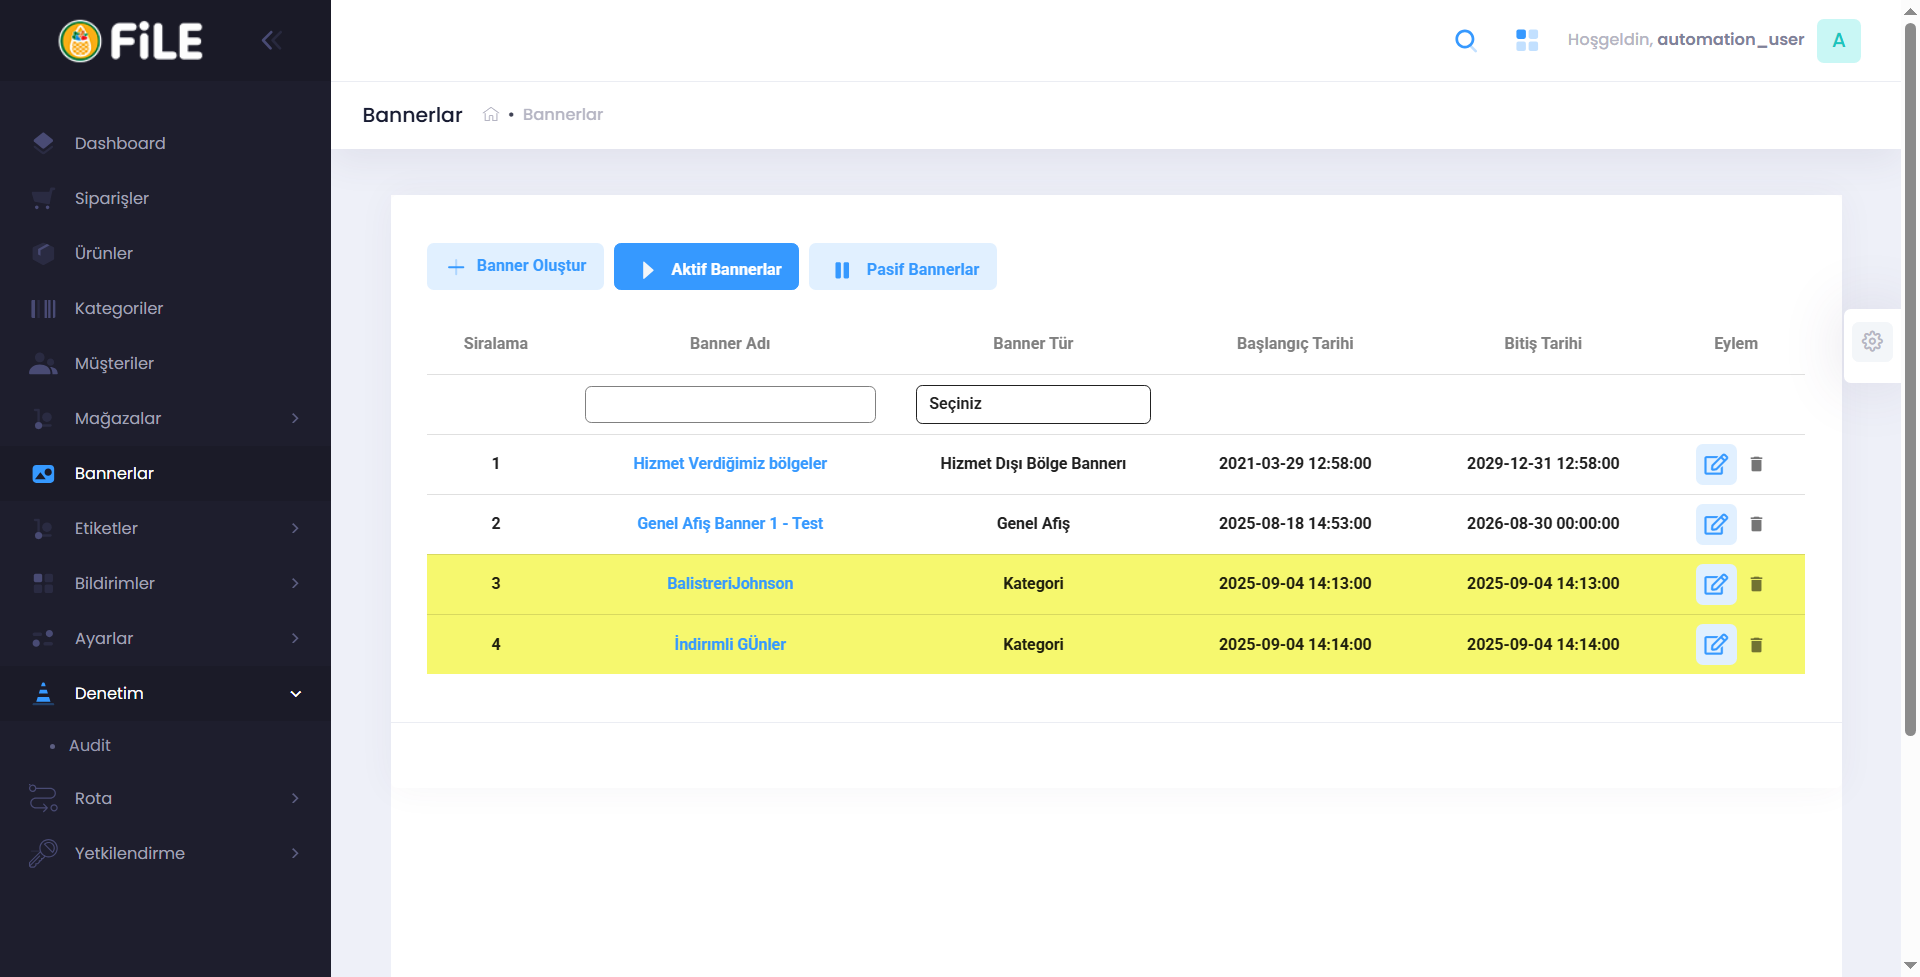 FiLE
Hoşgeldin, automation_user
A
Bannerlar
• Bannerlar
Dashboard
Siparişler
Ürünler
Kategoriler
Müşteriler
Mağazalar
Bannerlar
Etiketler
Bildirimler
Ayarlar
Denetim
• Audit
Rota
Yetkilendirme
Banner Oluştur
Aktif Bannerlar
Pasif Bannerlar
Siralama Banner Adı Banner Tür Başlangıç Tarihi Bitiş Tarihi Eylem
Seçiniz
1 Hizmet Verdiğimiz bölgeler Hizmet Dışı Bölge Bannerı 2021-03-29 12:58:00 2029-12-31 12:58:00
2 Genel Afiş Banner 1 - Test Genel Afiş 2025-08-18 14:53:00 2026-08-30 00:00:00
3 BalistreriJohnson Kategori 2025-09-04 14:13:00 2025-09-04 14:13:00
4 İndirımli GÜnler Kategori 2025-09-04 14:14:00 2025-09-04 14:14:00